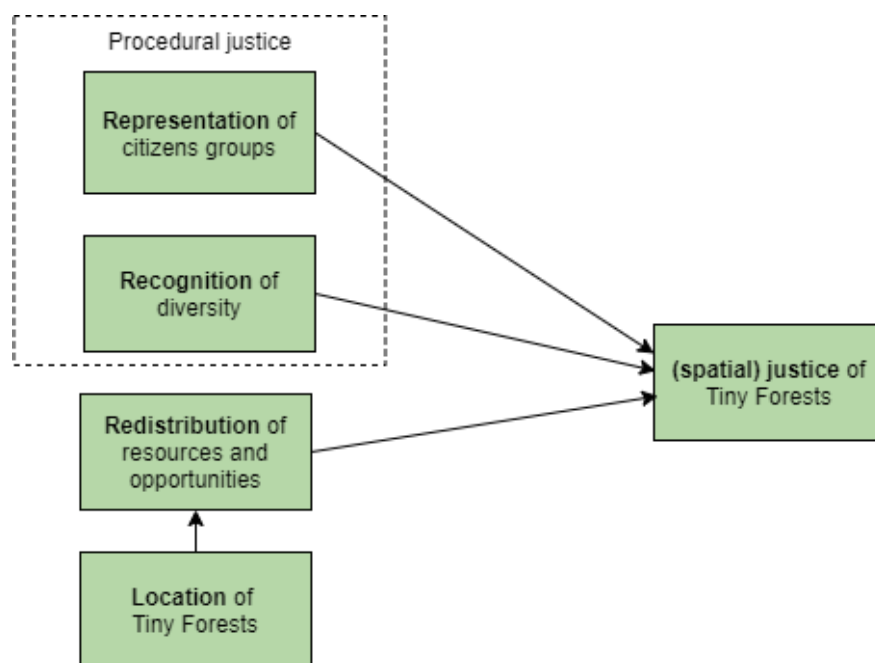 Procedural justice
Representation of
citizens groups
Recognition of
diversity
Redistribution of
resources and
opportunities
Location of
Tiny Forests
(spatial) justice of
Tiny Forests